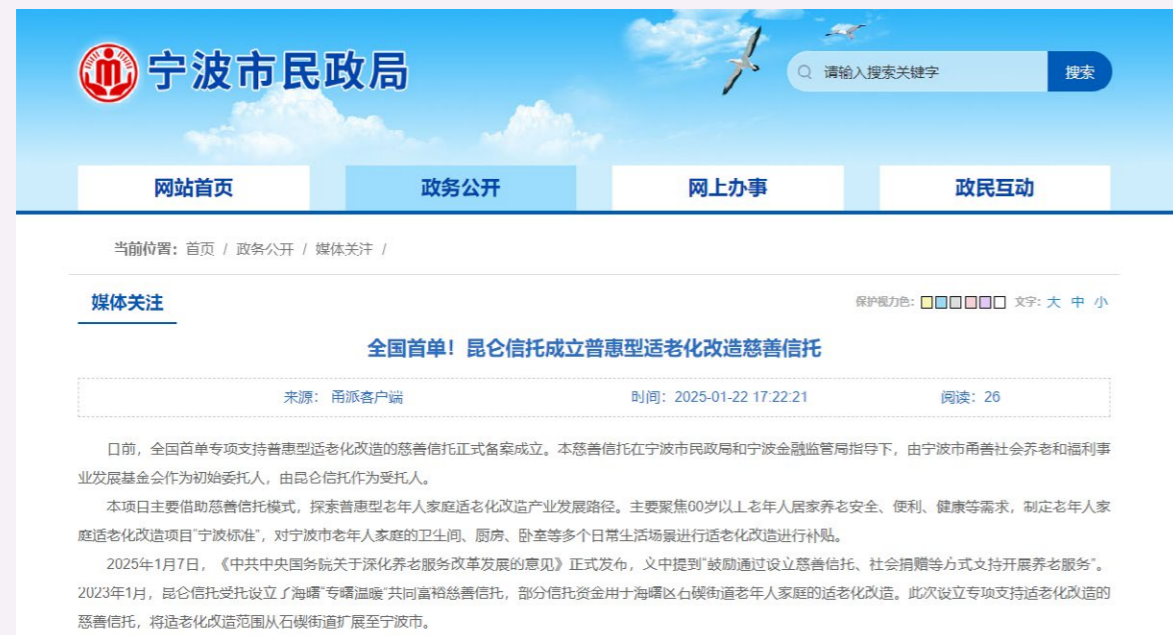 宁波市民政局
请输入搜索关键字 搜索
网站首页 政务公开 网上办事 政民互动
当前位置：首页 / 政务公开 / 媒体关注 /
媒体关注
保护视力色： 文字：大 中 小
全国首单！昆仑信托成立普惠型适老化改造慈善信托
来源：甬派客户端 时间：2025-01-22 17:22:21 阅读：26
日前，全国首单专项支持普惠型适老化改造的慈善信托正式备案成立。本慈善信托在宁波市民政局和宁波金融监管局指导下，由宁波市甬善社会养老和福利事
业发展基金会作为初始委托人，由昆仑信托作为受托人。
本项目主要借助慈善信托模式，探索普惠型老年人家庭适老化改造产业发展路径。主要聚焦60岁以上老年人居家养老安全、便利、健康等需求，制定老年人家
庭适老化改造项目"宁波标准"，对宁波市老年人家庭的卫生间、厨房、卧室等多个日常生活场景进行适老化改造进行补贴。
2025年1月7日，《中共中央国务院关于深化养老服务改革发展的意见》正式发布，文中提到"鼓励通过设立慈善信托、社会捐赠等方式支持开展养老服务"。
2023年1月，昆仑信托受托设立了海曙"专曙温暖"共同富裕慈善信托，部分信托资金用于海曙区石碶街道老年人家庭的适老化改造。此次设立专项支持适老化改造的
慈善信托，将适老化改造范围从石碶街道扩展至宁波市。